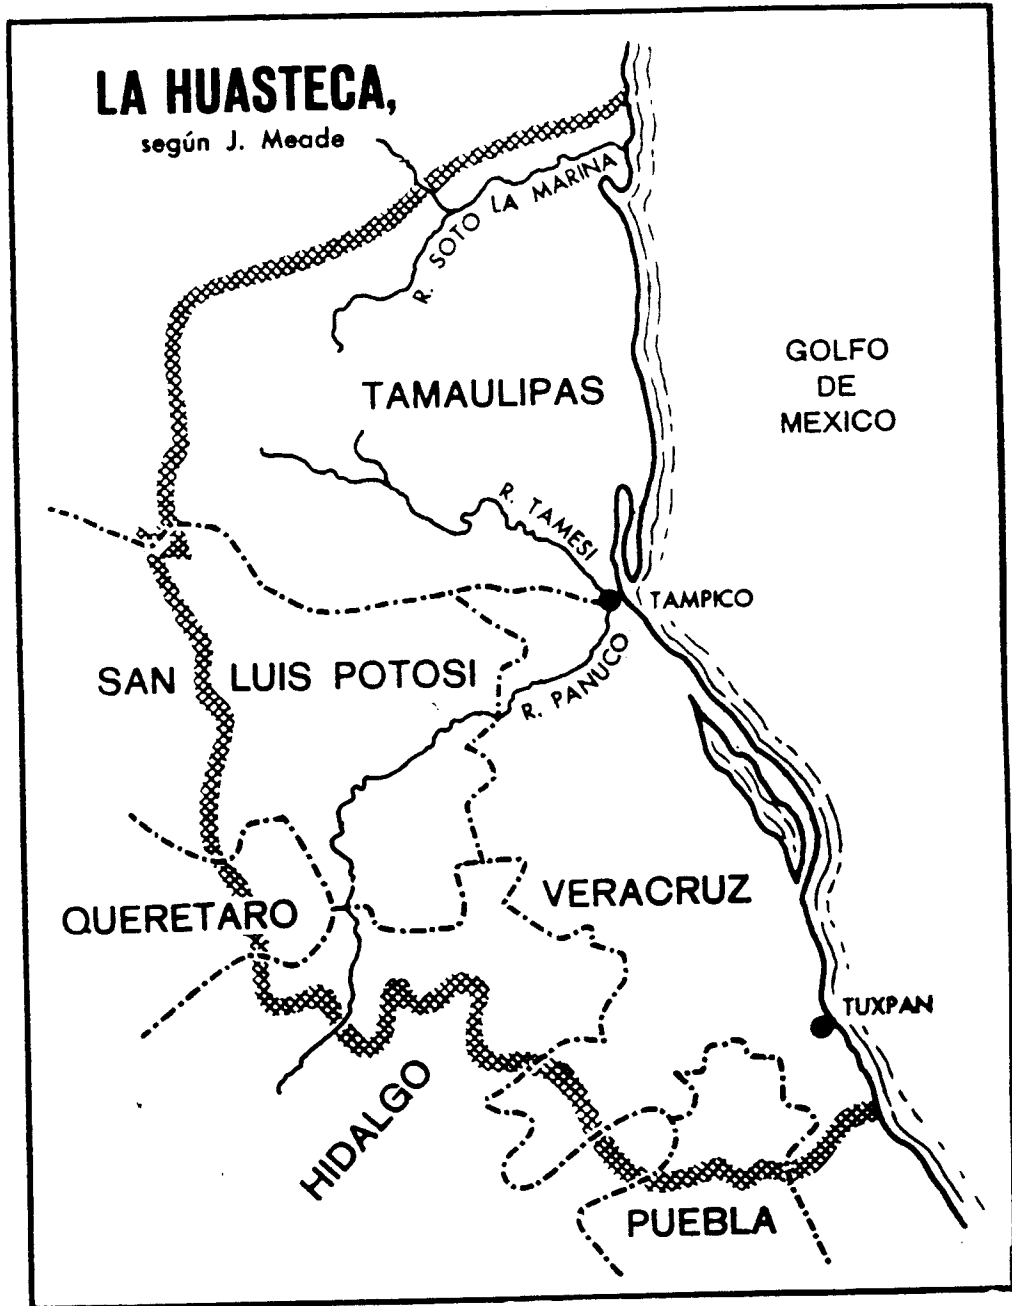 LA HUASTECA,
según J. Meade
R. SOTO LA MARINA
GOLFO
DE
MEXICO
TAMAULIPAS
R. TAMESI
TAMPICO
SAN LUIS POTOSI
R. PANUCO
VERACRUZ
QUERETARO
TUXPAN
HIDALGO
PUEBLA